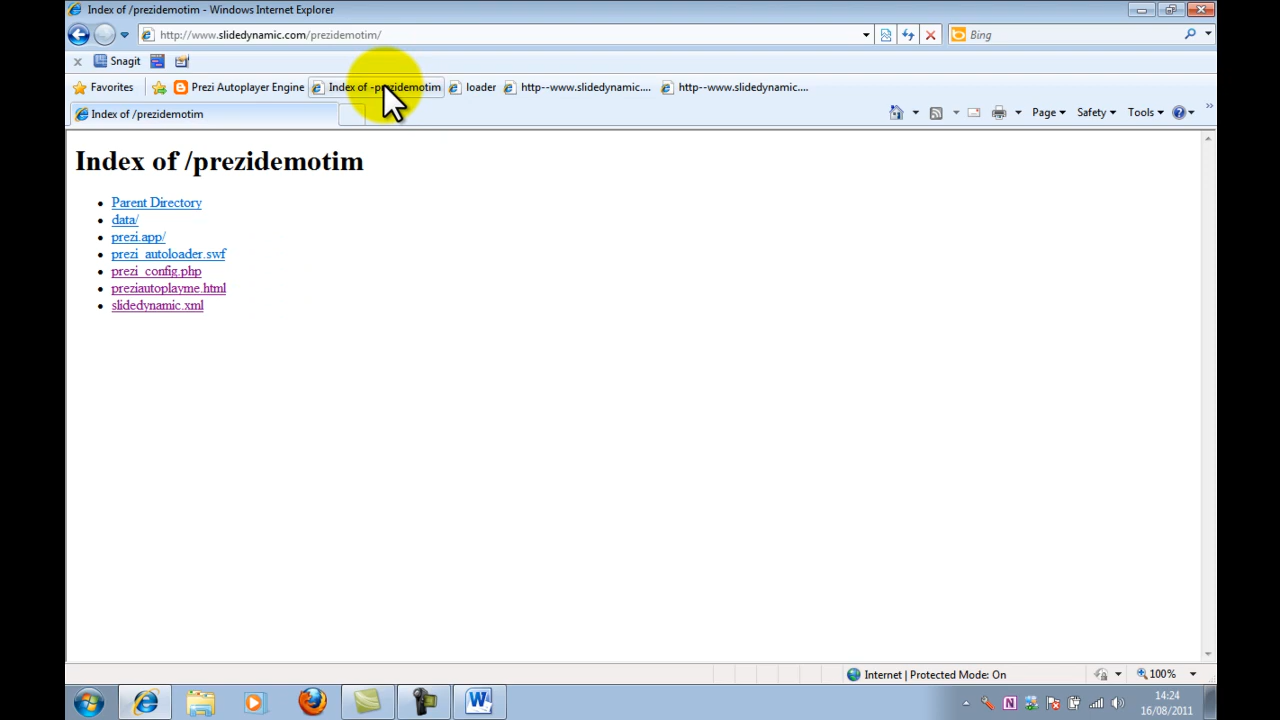 Index of /prezidemotim - Windows Internet Explorer
http://www.slidedynamic.com/prezidemotim/
Bing
Snagit
Favorites
Prezi Autoplayer Engine
Index of -prezidemotim
loader
http--www.slidedynamic....
http--www.slidedynamic....
Index of /prezidemotim
Page
Safety
Tools
Index of /prezidemotim
Parent Directory
data/
prezi.app/
prezi_autoloader.swf
prezi_config.php
preziautoplayme.html
slidedynamic.xml
Internet | Protected Mode: On
100%
14:24
16/08/2011